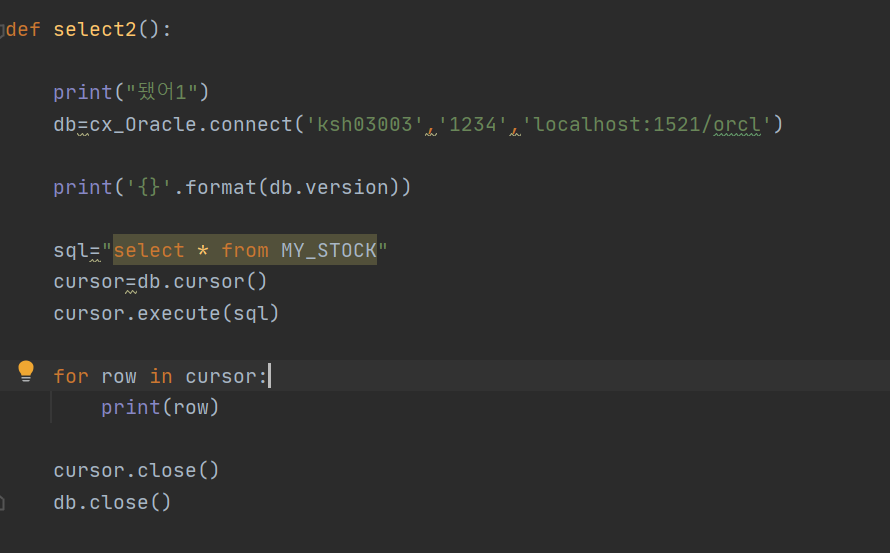 def select2():
print("됐어1")
db=cx_Oracle.connect('ksh03003','1234','localhost:1521/orcl')
print('{}'.format(db.version))
sql="select * from MY_STOCK"
cursor=db.cursor()
cursor.execute(sql)
for row in cursor:
print(row)
cursor.close()
db.close()